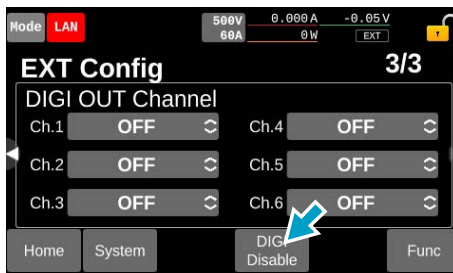 Mode LAN 500V 0.000A -0.05V
60A 0W EXT
EXT Config 3/3
DIGI OUT Channel
Ch.1 OFF Ch.4 OFF
Ch.2 OFF Ch.5 OFF
Ch.3 OFF Ch.6 OFF
Home System DIGI Disable Func